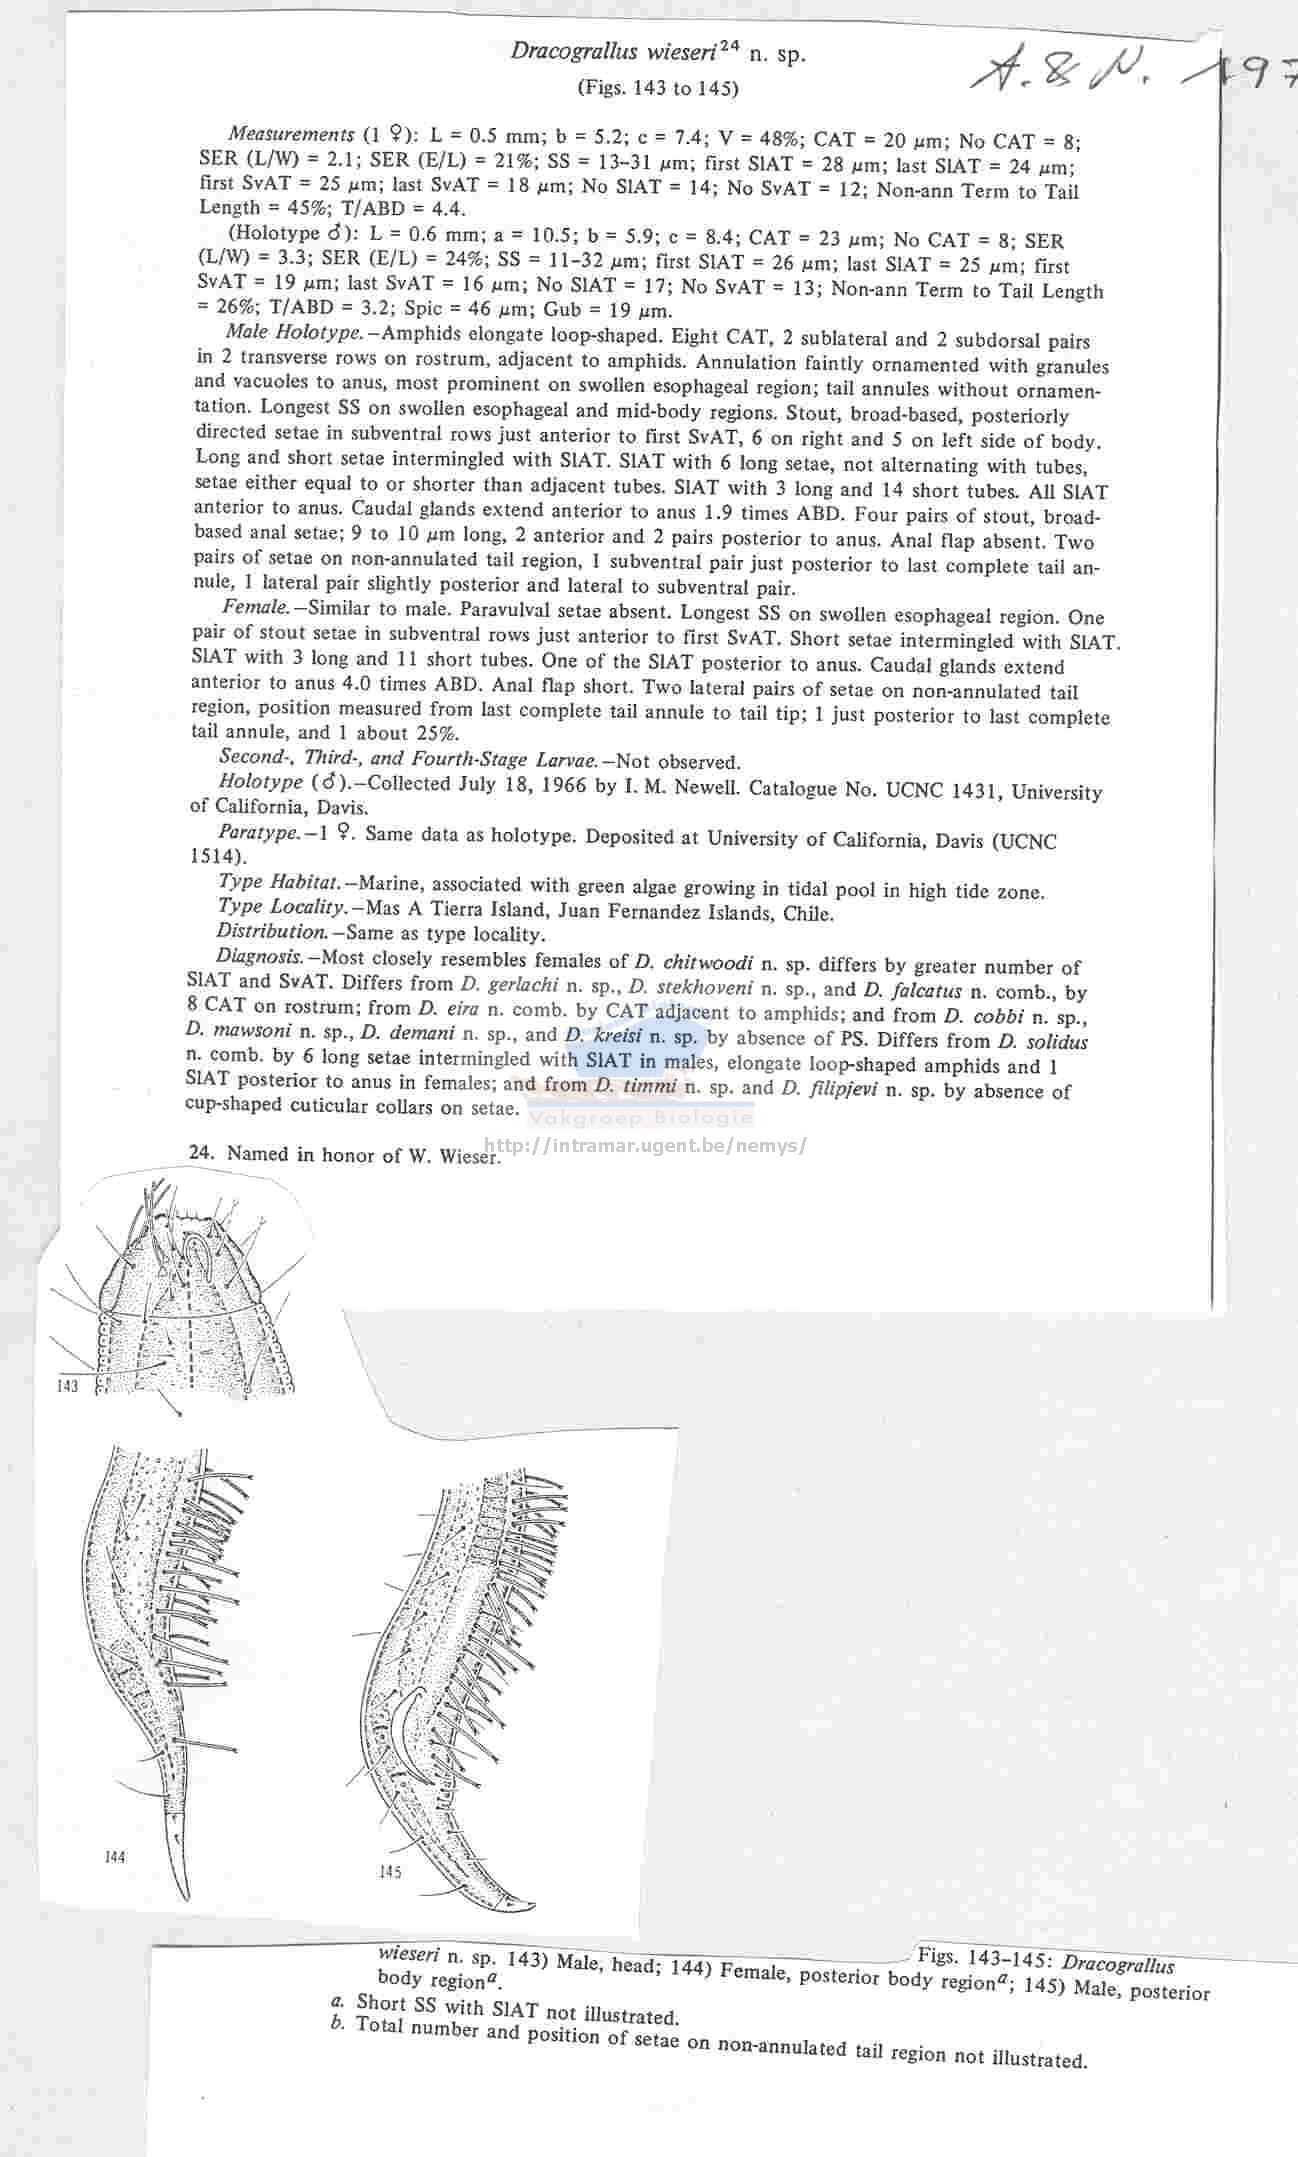 Dracograllus wieseri24 n. sp.
A. & N. 197
(Figs. 143 to 145)
Measurements (1 ♀): L = 0.5 mm; b = 5.2; c = 7.4; V = 48%; CAT = 20 μm; No CAT = 8;
SER (L/W) = 2.1; SER (E/L) = 21%; SS = 13–31 μm; first SlAT = 28 μm; last SlAT = 24 μm;
first SvAT = 25 μm; last SvAT = 18 μm; No SlAT = 14; No SvAT = 12; Non-ann Term to Tail
Length = 45%; T/ABD = 4.4.
(Holotype ♂): L = 0.6 mm; a = 10.5; b = 5.9; c = 8.4; CAT = 23 μm; No CAT = 8; SER
(L/W) = 3.3; SER (E/L) = 24%; SS = 11–32 μm; first SlAT = 26 μm; last SlAT = 25 μm; first
SvAT = 19 μm; last SvAT = 16 μm; No SlAT = 17; No SvAT = 13; Non-ann Term to Tail Length
= 26%; T/ABD = 3.2; Spic = 46 μm; Gub = 19 μm.
Male Holotype.—Amphids elongate loop-shaped. Eight CAT, 2 sublateral and 2 subdorsal pairs
in 2 transverse rows on rostrum, adjacent to amphids. Annulation faintly ornamented with granules
and vacuoles to anus, most prominent on swollen esophageal region; tail annules without ornamen-
tation. Longest SS on swollen esophageal and mid-body regions. Stout, broad-based, posteriorly
directed setae in subventral rows just anterior to first SvAT, 6 on right and 5 on left side of body.
Long and short setae intermingled with SlAT. SlAT with 6 long setae, not alternating with tubes,
setae either equal to or shorter than adjacent tubes. SlAT with 3 long and 14 short tubes. All SlAT
anterior to anus. Caudal glands extend anterior to anus 1.9 times ABD. Four pairs of stout, broad-
based anal setae; 9 to 10 μm long, 2 anterior and 2 pairs posterior to anus. Anal flap absent. Two
pairs of setae on non-annulated tail region, 1 subventral pair just posterior to last complete tail an-
nule, 1 lateral pair slightly posterior and lateral to subventral pair.
Female.—Similar to male. Paravulval setae absent. Longest SS on swollen esophageal region. One
pair of stout setae in subventral rows just anterior to first SvAT. Short setae intermingled with SlAT.
SlAT with 3 long and 11 short tubes. One of the SlAT posterior to anus. Caudal glands extend
anterior to anus 4.0 times ABD. Anal flap short. Two lateral pairs of setae on non-annulated tail
region, position measured from last complete tail annule to tail tip; 1 just posterior to last complete
tail annule, and 1 about 25%.
Second-, Third-, and Fourth-Stage Larvae.—Not observed.
Holotype (♂).—Collected July 18, 1966 by I. M. Newell. Catalogue No. UCNC 1431, University
of California, Davis.
Paratype.—1 ♀. Same data as holotype. Deposited at University of California, Davis (UCNC
1514).
Type Habitat.—Marine, associated with green algae growing in tidal pool in high tide zone.
Type Locality.—Mas A Tierra Island, Juan Fernandez Islands, Chile.
Distribution.—Same as type locality.
Diagnosis.—Most closely resembles females of D. chitwoodi n. sp. differs by greater number of
SlAT and SvAT. Differs from D. gerlachi n. sp., D. stekhoveni n. sp., and D. falcatus n. comb., by
8 CAT on rostrum; from D. eira n. comb. by CAT adjacent to amphids; and from D. cobbi n. sp.,
D. mawsoni n. sp., D. demani n. sp., and D. kreisi n. sp. by absence of PS. Differs from D. solidus
n. comb. by 6 long setae intermingled with SlAT in males, elongate loop-shaped amphids and 1
SlAT posterior to anus in females; and from D. timmi n. sp. and D. filipjevi n. sp. by absence of
cup-shaped cuticular collars on setae.
Vakgroep Biologie
http://intramar.ugent.be/nemys/
24. Named in honor of W. Wieser.
143
144
145
Figs. 143–145: Dracograllus
wieseri n. sp. 143) Male, head; 144) Female, posterior body regiona; 145) Male, posterior
body regiona.
a. Short SS with SlAT not illustrated.
b. Total number and position of setae on non-annulated tail region not illustrated.